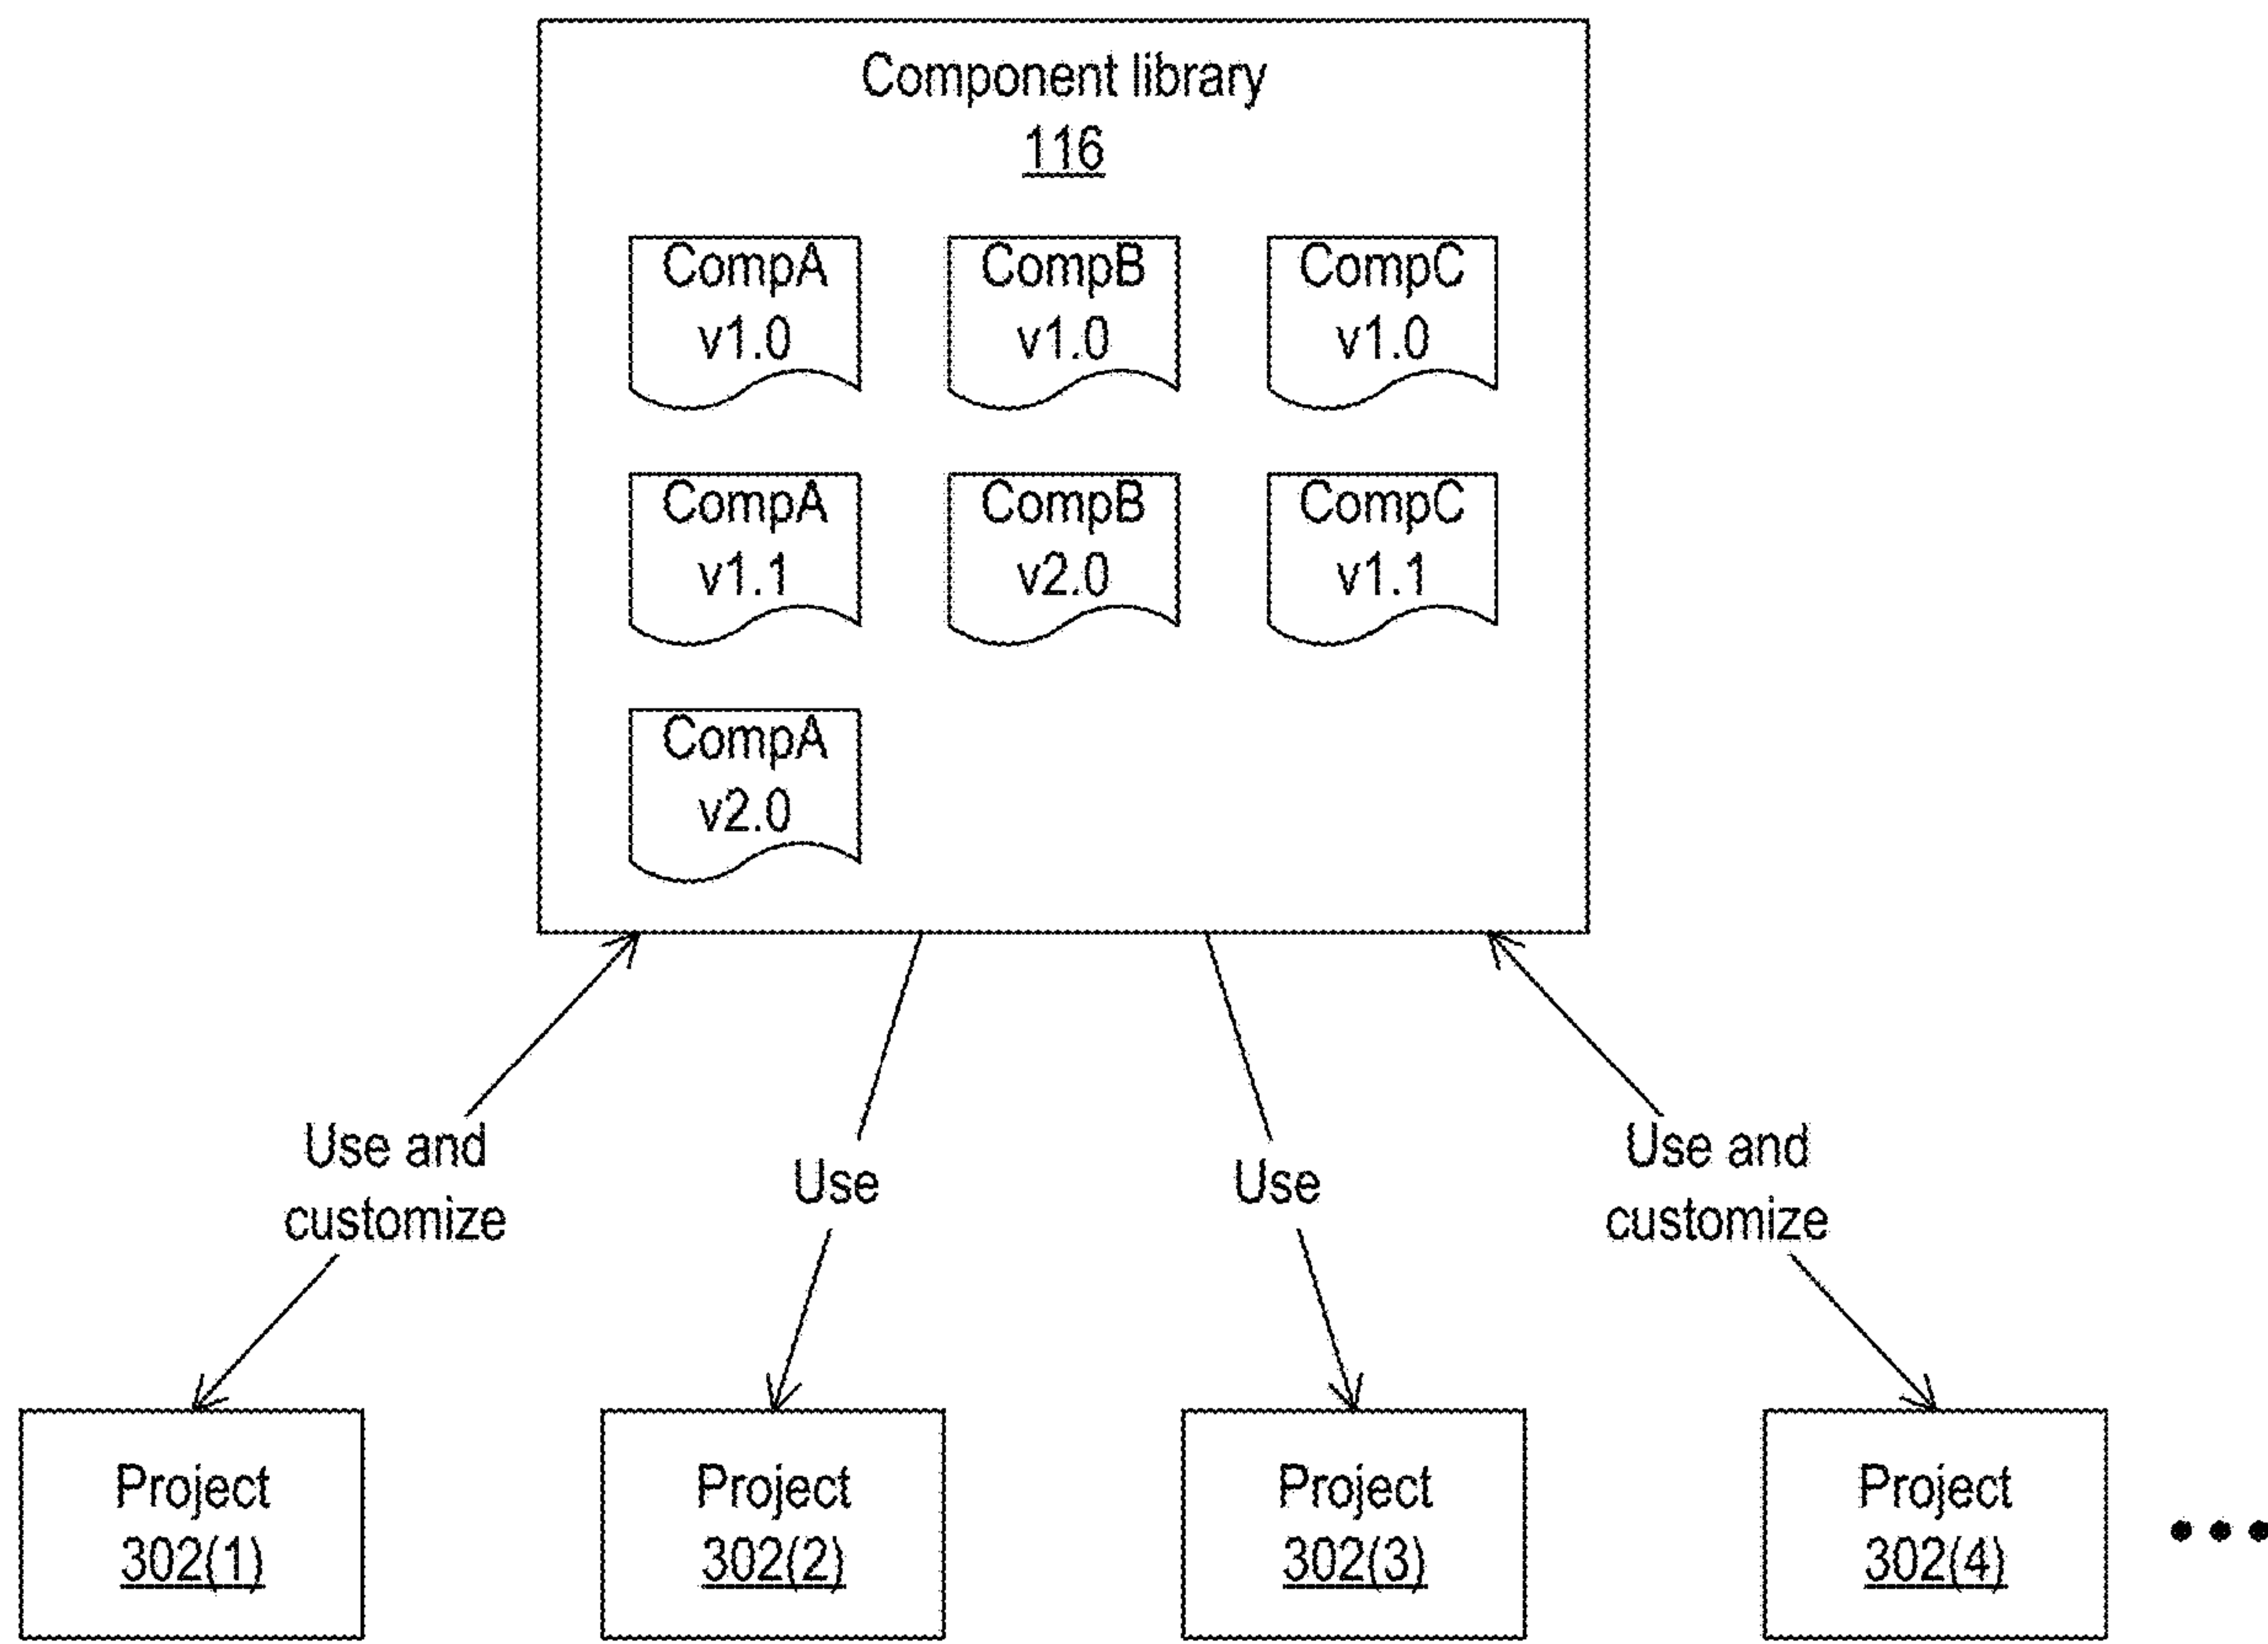 Component library
116
CompA
v1.0
CompB
v1.0
CompC
v1.0
CompA
v1.1
CompB
v2.0
CompC
v1.1
CompA
v2.0
Use and
customize
Use
Use
Use and
customize
Project
302(1)
Project
302(2)
Project
302(3)
Project
302(4)
•••